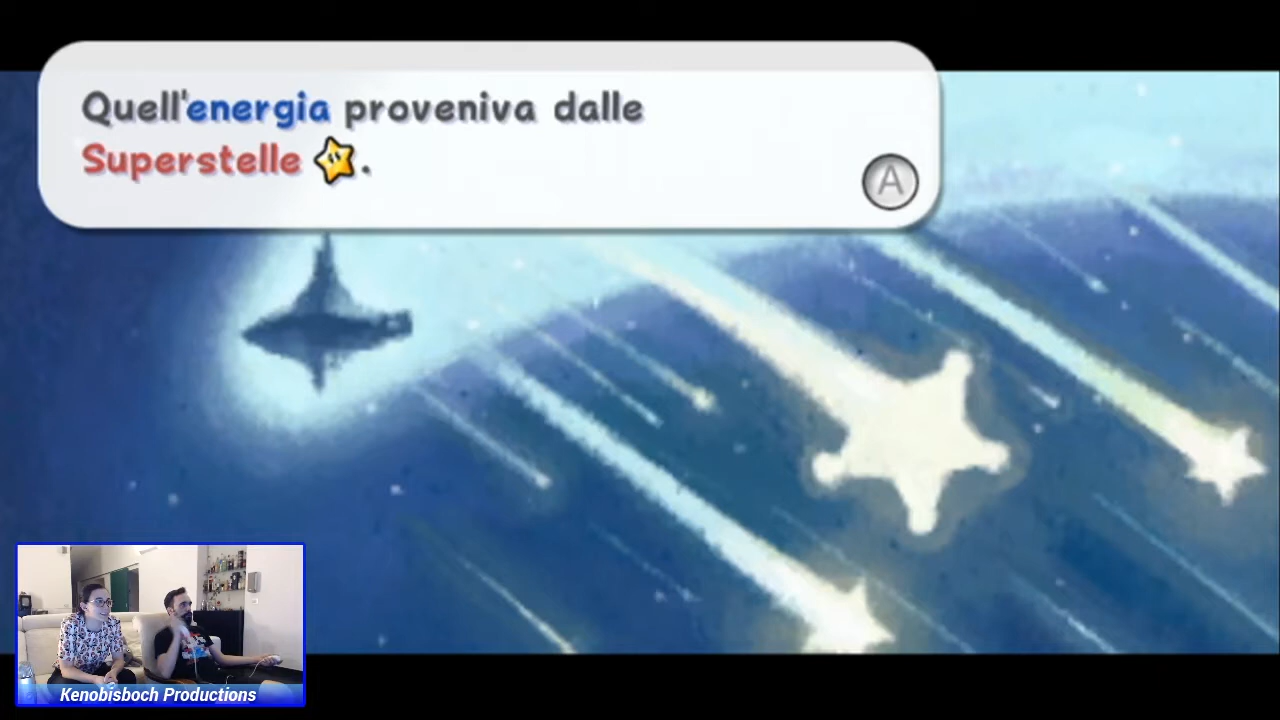 Quell'energia proveniva dalle
Superstelle .
A
Kenobisboch Productions